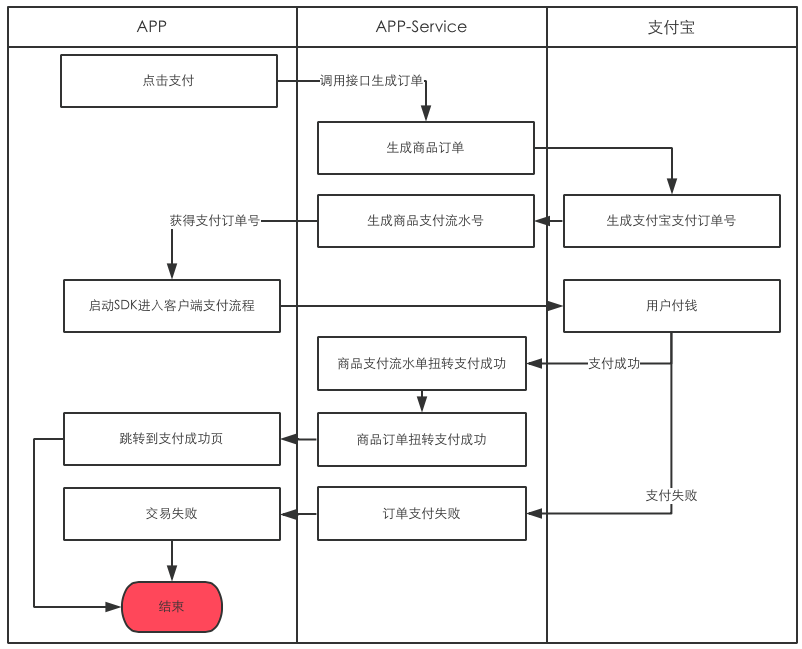 APP
APP-Service
支付宝
点击支付
调用接口生成订单
生成商品订单
获得支付订单号
生成商品支付流水号
生成支付宝支付订单号
启动SDK进入客户端支付流程
用户付钱
商品支付流水单扭转支付成功
支付成功
跳转到支付成功页
商品订单扭转支付成功
支付失败
交易失败
订单支付失败
结束